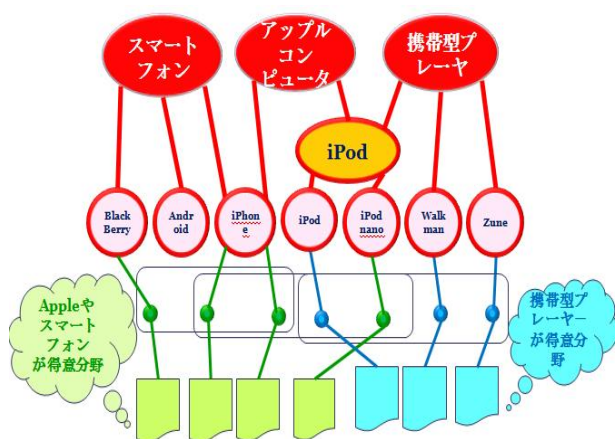 スマート
フォン
アップル
コン
ピュータ
携帯型プ
レーヤ
iPod
Black
Berry
Andr
oid
iPhon
e
iPod
iPod
nano
Walk
man
Zune
Appleや
スマート
フォン
が得意分野
携帯型プ
レーヤー
が得意分
野